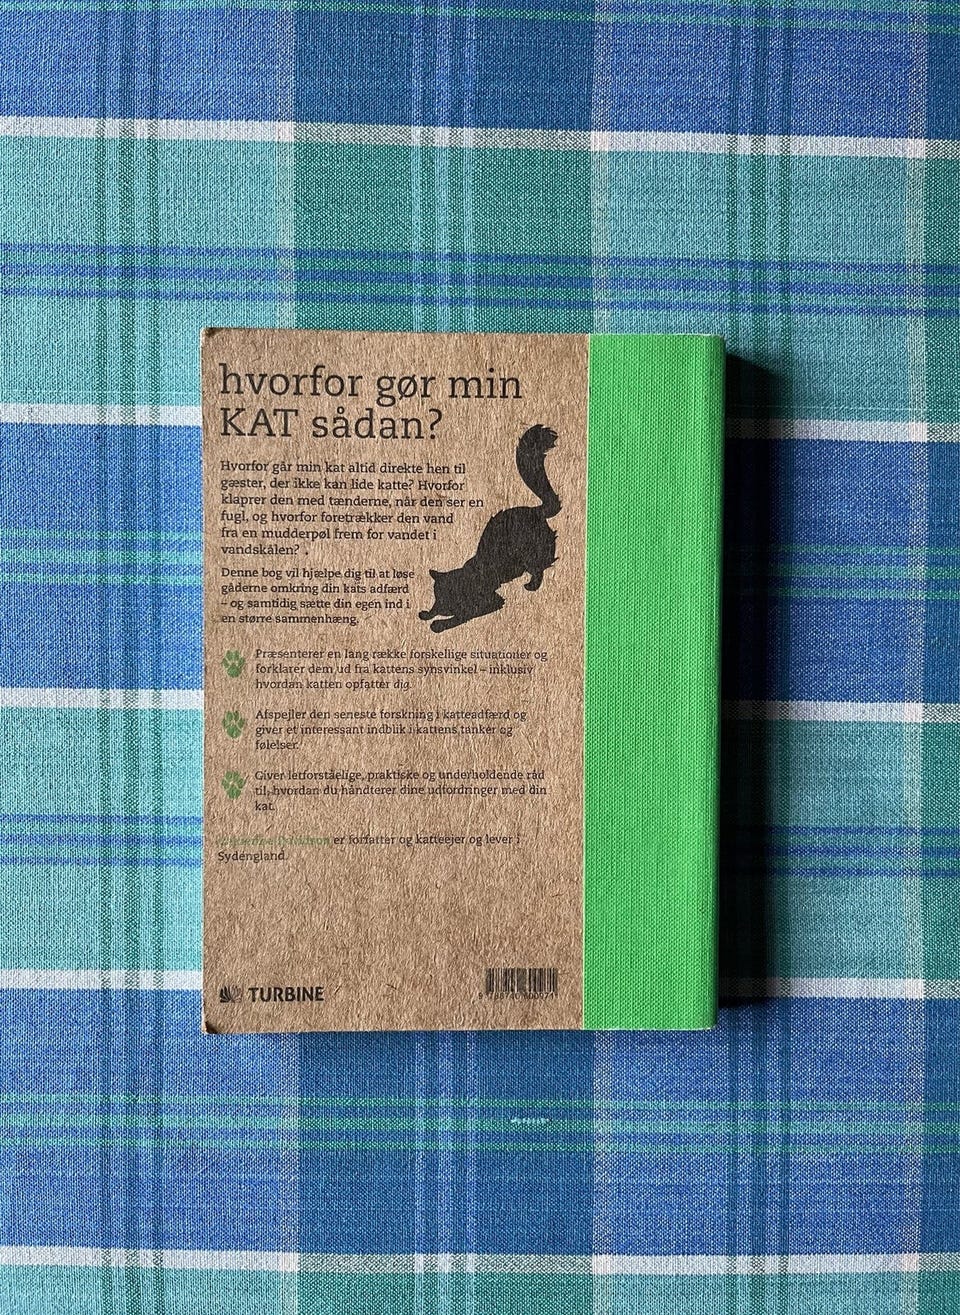 hvorfor gør min
KAT sådan?
Hvorfor går min kat altid direkte hen til
gæster, der ikke kan lide katte? Hvorfor
klaprer den med tænderne, når den ser en
fugl, og hvorfor foretrækker den vand
fra en mudderpøl frem for vandet i
vandskålen?
Denne bog vil hjælpe dig til at løse
gåderne omkring din kats adfærd
– og samtidig sætte din egen ind i
en større sammenhæng.
Præsenterer en lang række forskellige situationer og
forklarer dem ud fra kattens synsvinkel – inklusiv
hvordan katten opfatter dig.
Afspejler den seneste forskning i katteadfærd og
giver et interessant indblik i kattens tanker og
følelser.
Giver letforståelige, praktiske og underholdende råd
til, hvordan du håndterer dine udfordringer med din
kat.
er forfatter og katteejer og lever i
Sydengland.
TURBINE